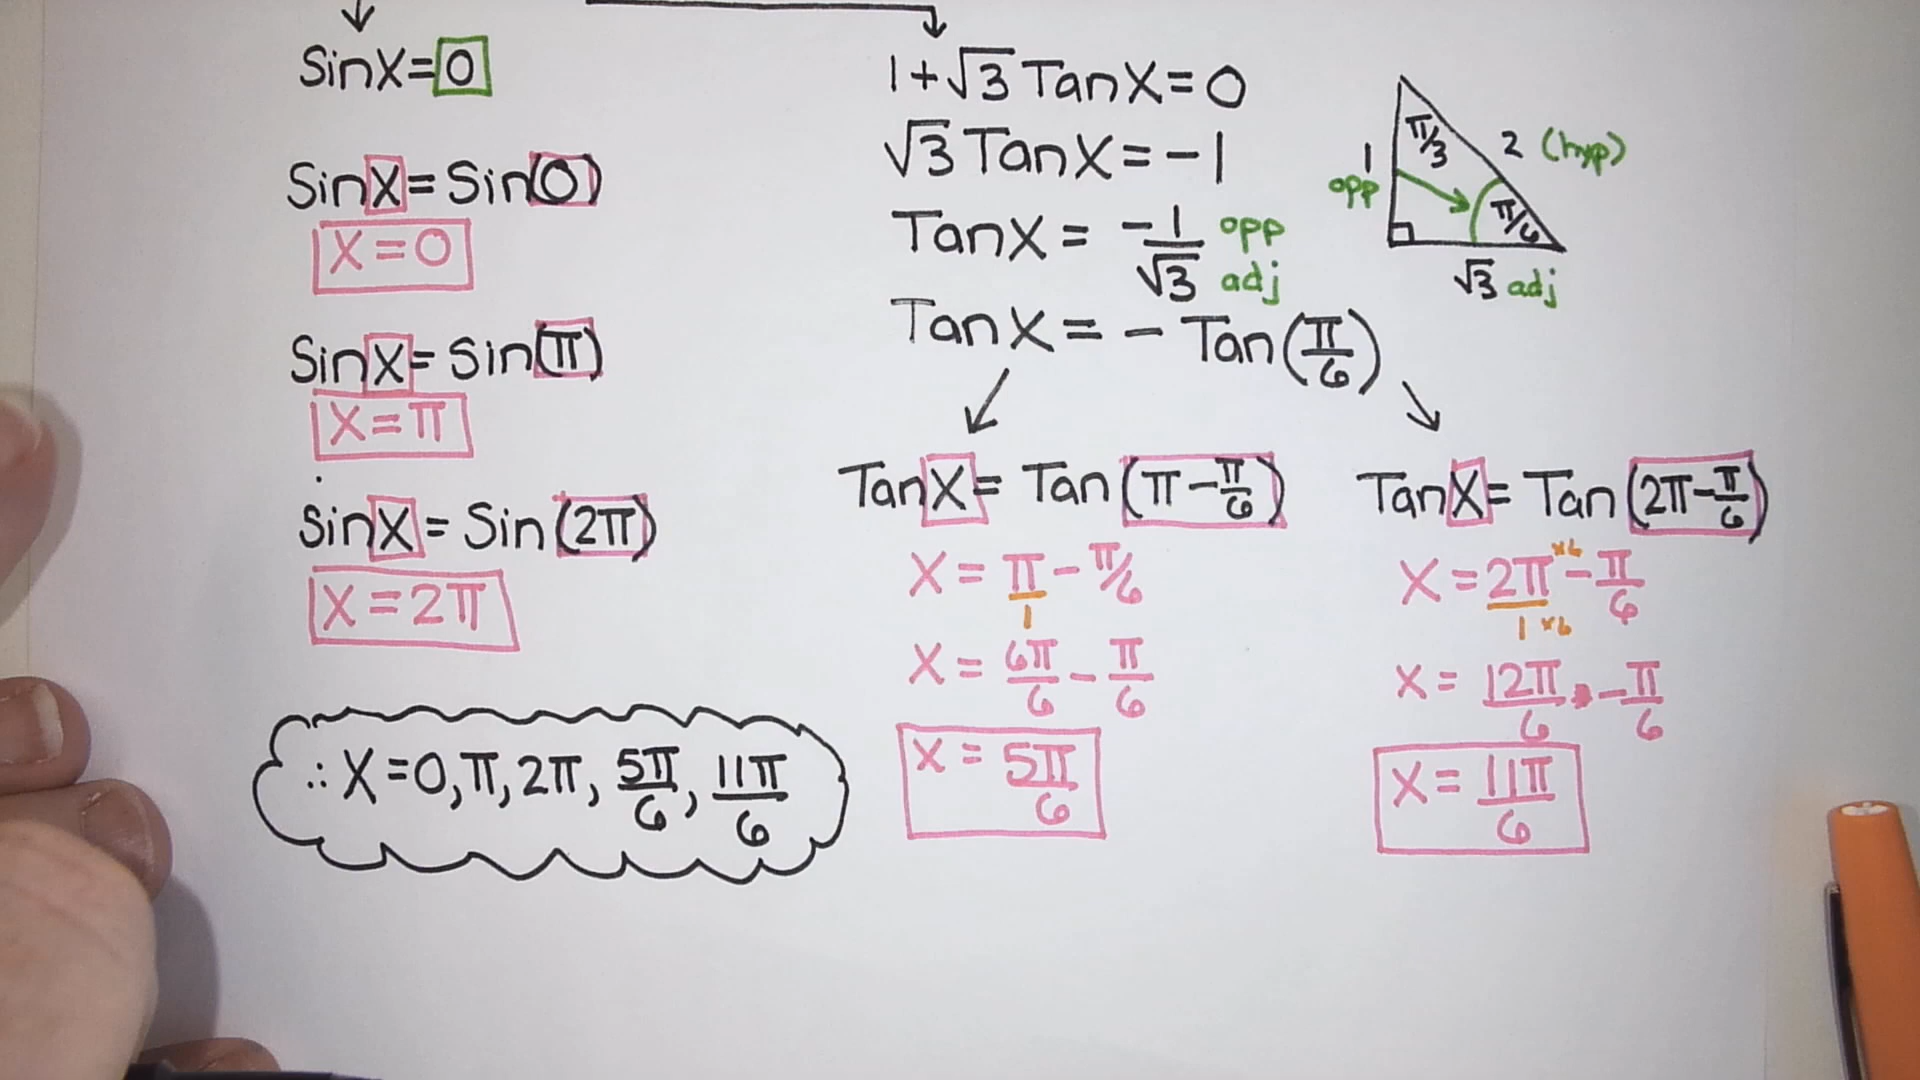 SinX=0
SinX=Sin(0)
X=0
SinX=Sin(π)
X=π
SinX=Sin(2π)
X=2π
∴ X=0,π,2π, 5π/6, 11π/6
1+√3 TanX=0
√3 TanX=-1
TanX= -1/√3 opp adj
TanX=-Tan(π/6)
TanX=Tan(π-π/6)
X=π/1-π/6
X=6π/6-π/6
X=5π/6
1
opp
π/3
2 (hyp)
π/6
√3 adj
TanX=Tan(2π-π/6)
X=2π×6/1×6-π/6
X=12π/6-π/6
X=11π/6